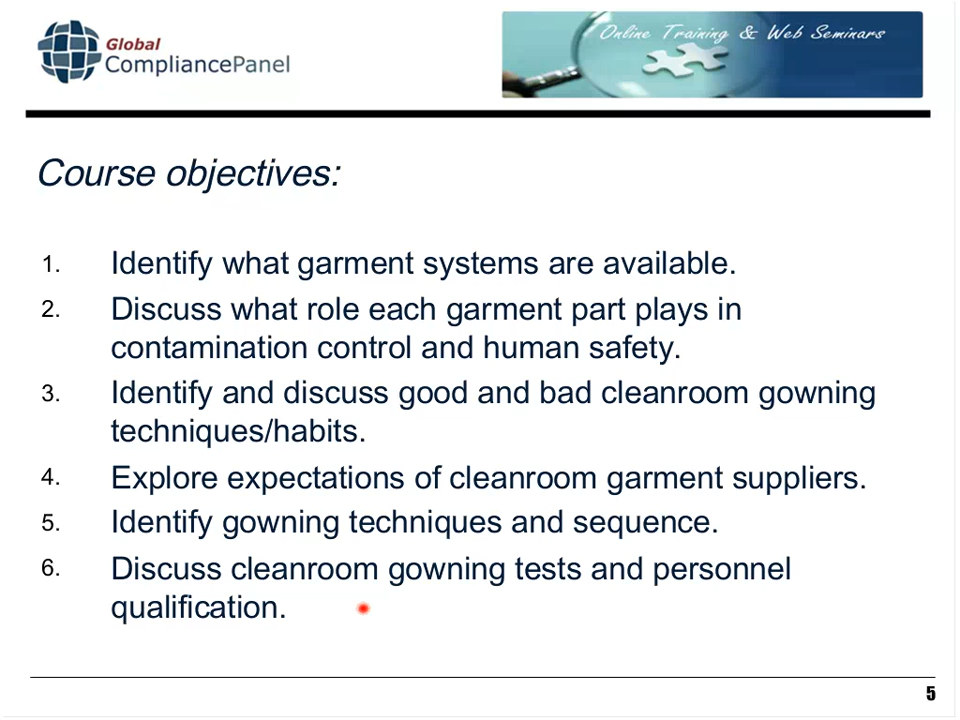 Global
CompliancePanel
Online Training & Web Seminars
Course objectives:
1. Identify what garment systems are available.
2. Discuss what role each garment part plays in
contamination control and human safety.
3. Identify and discuss good and bad cleanroom gowning
techniques/habits.
4. Explore expectations of cleanroom garment suppliers.
5. Identify gowning techniques and sequence.
6. Discuss cleanroom gowning tests and personnel
qualification.
5